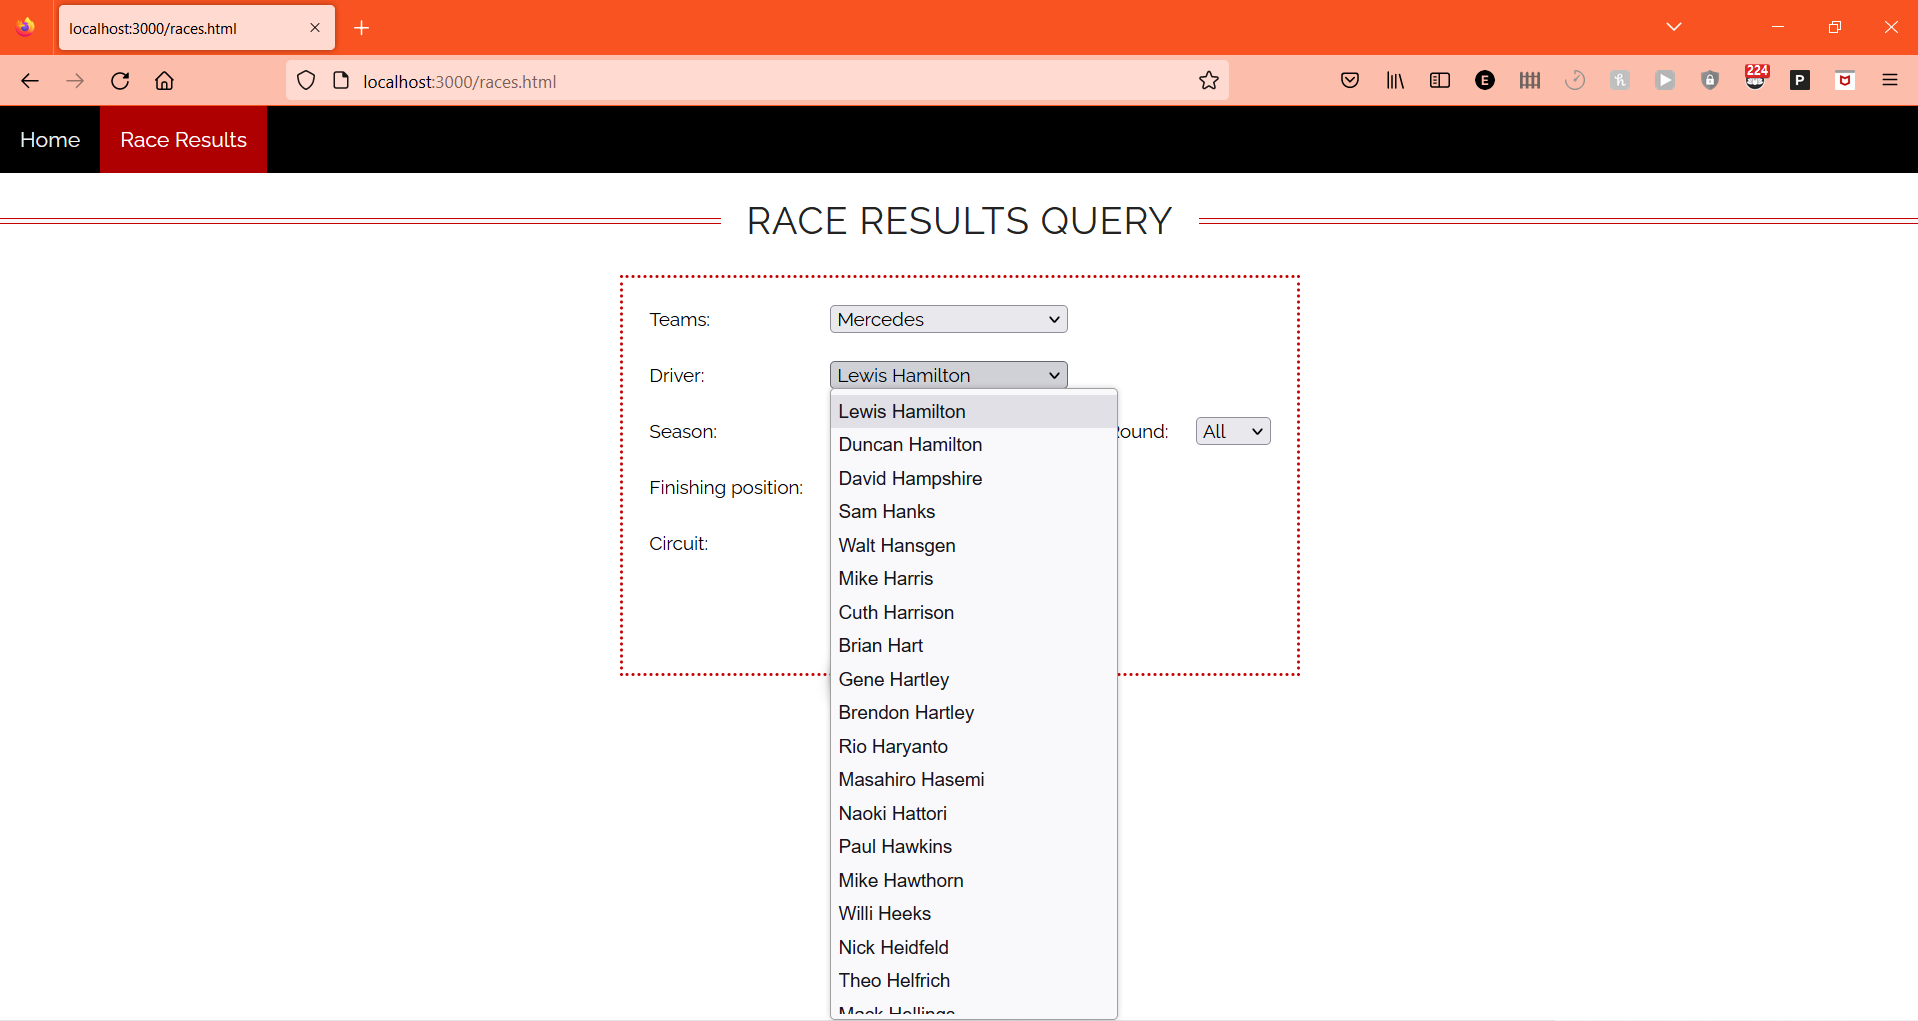 localhost:3000/races.html
localhost:3000/races.html
E
224
P
Home Race Results
RACE RESULTS QUERY
Teams: Mercedes
Driver: Lewis Hamilton
Lewis Hamilton
Duncan Hamilton
Season: Round: All
David Hampshire
Finishing position:
Sam Hanks
Circuit:
Walt Hansgen
Mike Harris
Cuth Harrison
Brian Hart
Gene Hartley
Brendon Hartley
Rio Haryanto
Masahiro Hasemi
Naoki Hattori
Paul Hawkins
Mike Hawthorn
Willi Heeks
Nick Heidfeld
Theo Helfrich